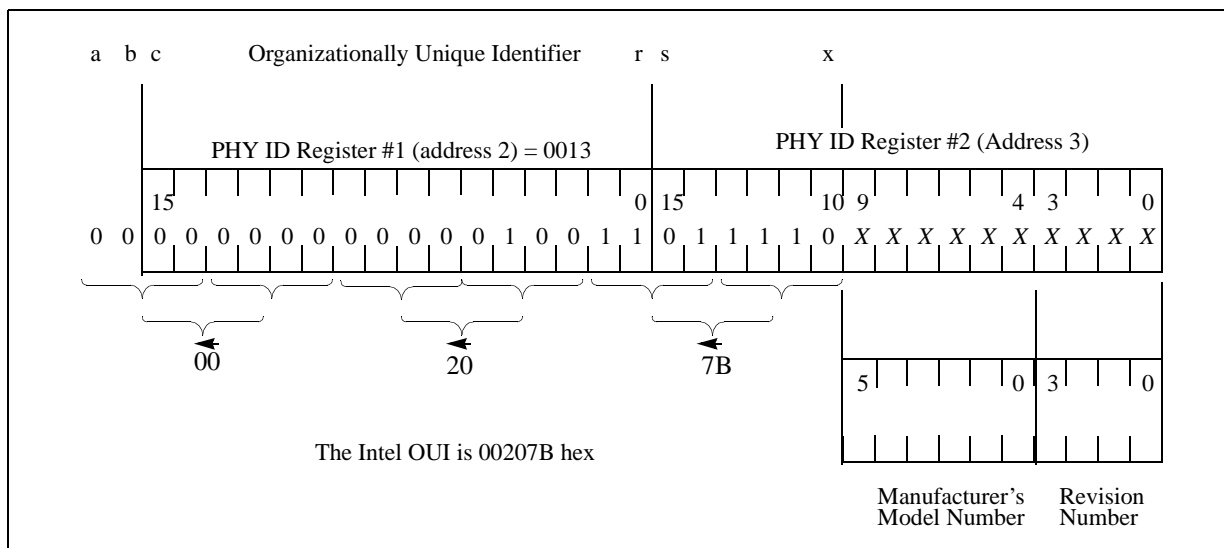 a b c Organizationally Unique Identifier r s x
PHY ID Register #1 (address 2) = 0013 PHY ID Register #2 (Address 3)
15 0 15 10 9 4 3 0
0 0 0 0 0 0 0 0 0 0 0 0 0 1 0 0 1 1 0 1 1 1 1 0 X X X X X X X X X X
00 20 7B
5 0 3 0
The Intel OUI is 00207B hex
Manufacturer's Revision
Model Number Number